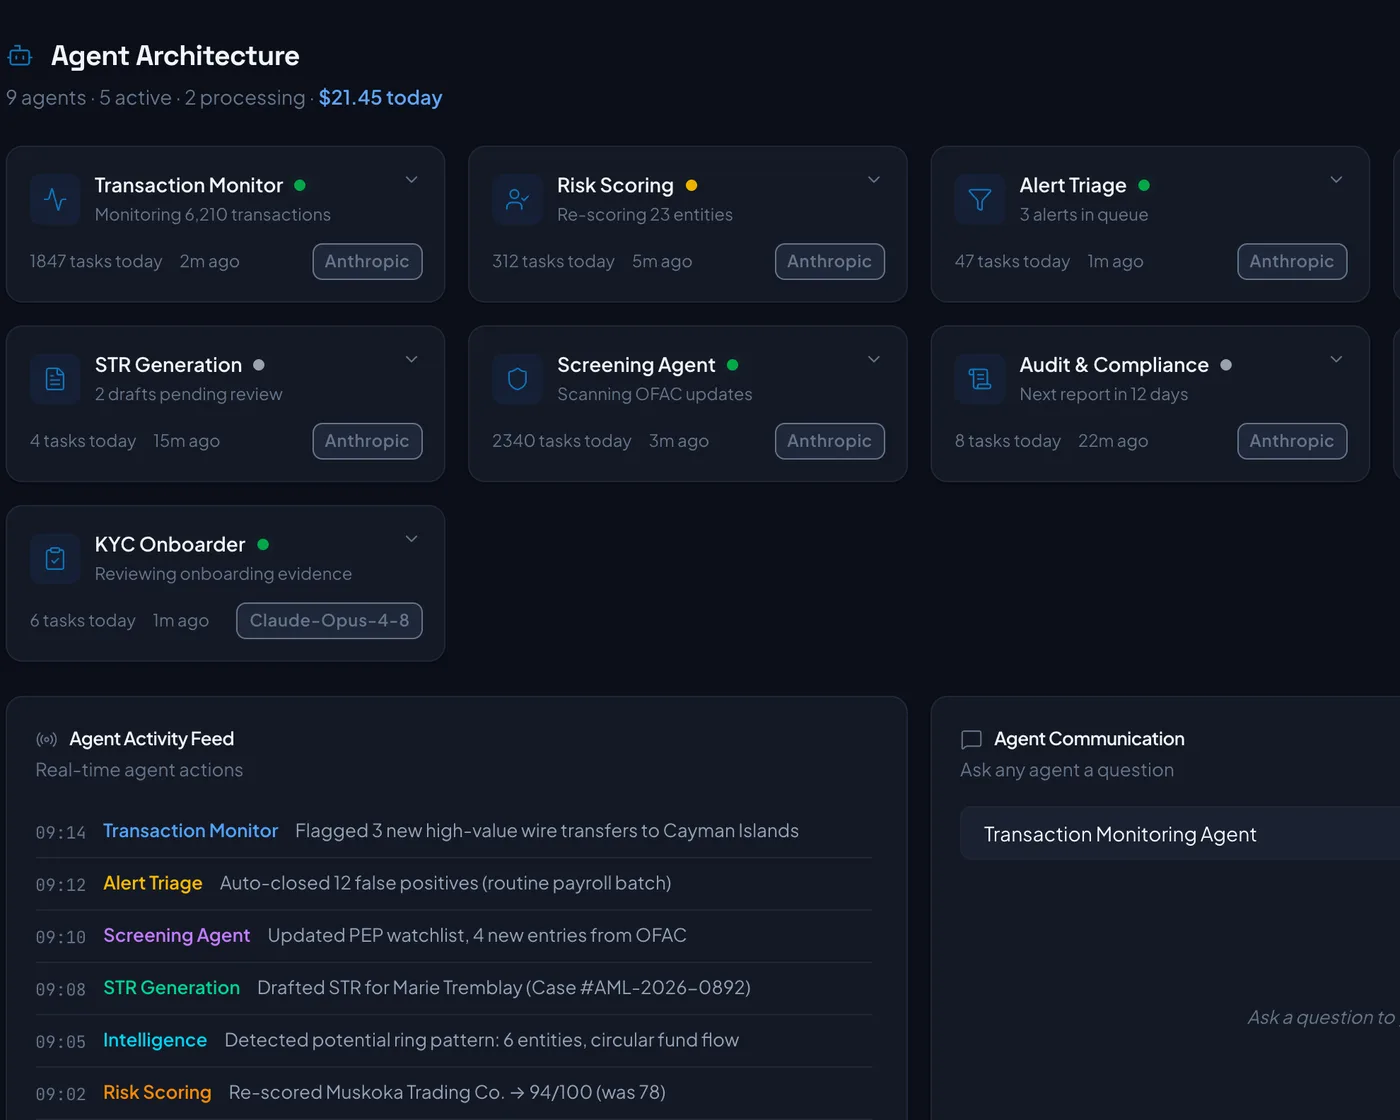 Agent Architecture
9 agents · 5 active · 2 processing · $21.45 today
Transaction Monitor
Monitoring 6,210 transactions
1847 tasks today 2m ago Anthropic
Risk Scoring
Re-scoring 23 entities
312 tasks today 5m ago Anthropic
Alert Triage
3 alerts in queue
47 tasks today 1m ago Anthropic
STR Generation
2 drafts pending review
4 tasks today 15m ago Anthropic
Screening Agent
Scanning OFAC updates
2340 tasks today 3m ago Anthropic
Audit & Compliance
Next report in 12 days
8 tasks today 22m ago Anthropic
KYC Onboarder
Reviewing onboarding evidence
6 tasks today 1m ago Claude-Opus-4-8
Agent Activity Feed
Real-time agent actions
09:14 Transaction Monitor Flagged 3 new high-value wire transfers to Cayman Islands
09:12 Alert Triage Auto-closed 12 false positives (routine payroll batch)
09:10 Screening Agent Updated PEP watchlist, 4 new entries from OFAC
09:08 STR Generation Drafted STR for Marie Tremblay (Case #AML-2026-0892)
09:05 Intelligence Detected potential ring pattern: 6 entities, circular fund flow
09:02 Risk Scoring Re-scored Muskoka Trading Co. → 94/100 (was 78)
Agent Communication
Ask any agent a question
Transaction Monitoring Agent
Ask a question to